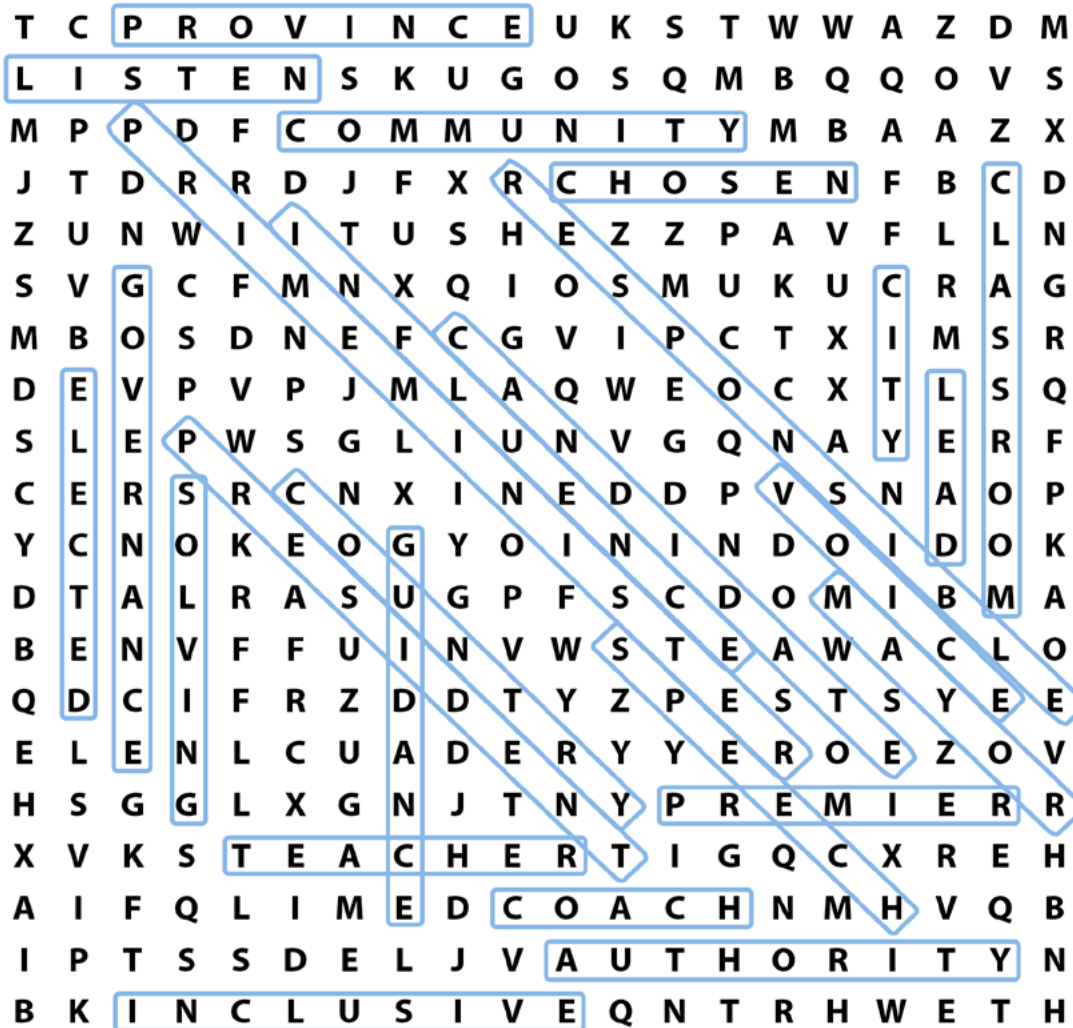 T C P R O V I N C E U K S T W W A Z D M
L I S T E N S K U G O S Q M B Q Q O V S
M P P D F C O M M U N I T Y M B A A Z X
J T D R R D J F X R C H O S E N F B C D
Z U N W I I T U S H E Z Z P A V F L L N
S V G C F M N X Q I O S M U K U C R A G
M B O S D N E F C G V I P C T X I M S R
D E V P V P J M L A Q W E O C X T L S Q
S L E P W S G L I U N V G Q N A Y E R F
C E R S R C N X I N E D D P V S N A O P
Y C N O K E O G Y O I N I N D O I D O K
D T A L R A S U G P F S C D O M I B M A
B E N V F F U I N V W S T E A W A C L O
Q D C I F R Z D D T Y Z P E S T S Y E E
E L E N L C U A D E R Y Y E R O E Z O V
H S G G L X G N J T N Y P R E M I E R R
X V K S T E A C H E R T I G Q C X R E H
A I F Q L I M E D C O A C H N M H V Q B
I P T S S D E L J V A U T H O R I T Y N
B K I N C L U S I V E Q N T R H W E T H